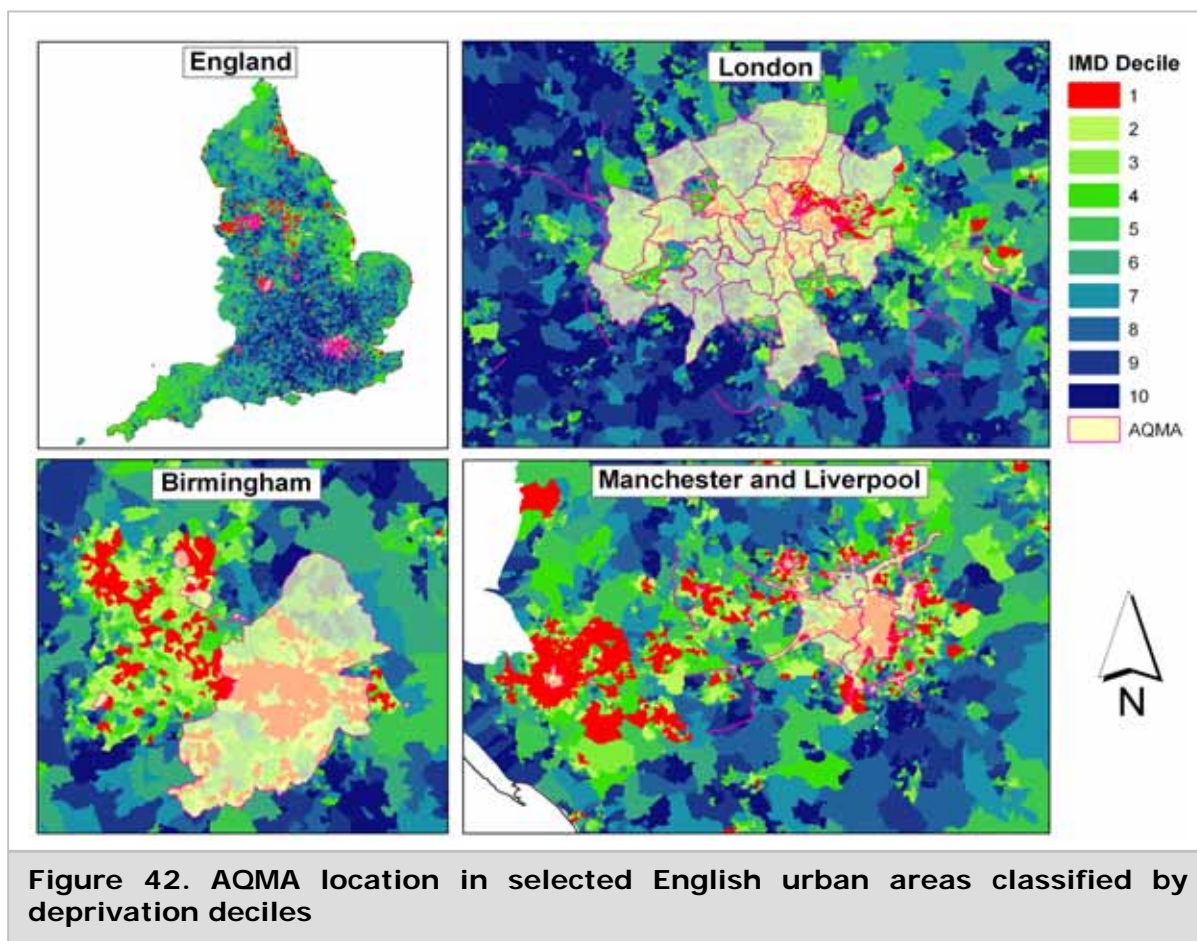 England
London
IMD Decile
1
2
3
4
5
6
7
8
9
10
AQMA
Birmingham
Manchester and Liverpool
N
Figure 42. AQMA location in selected English urban areas classified by
deprivation deciles